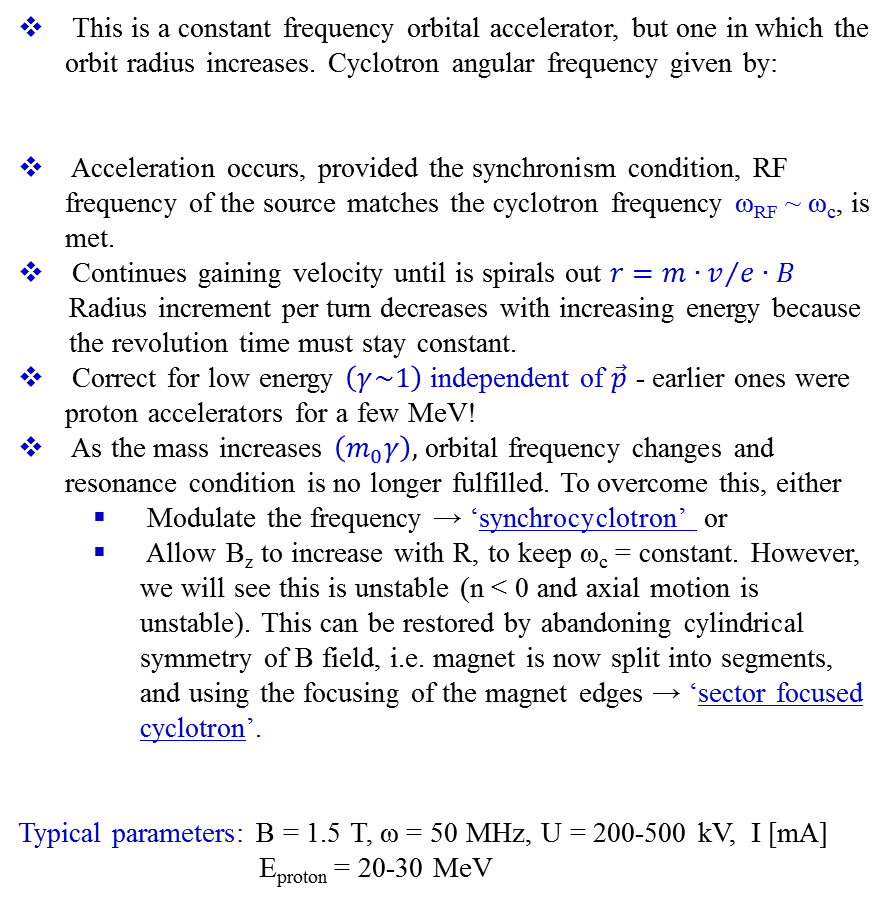 ❖ This is a constant frequency orbital accelerator, but one in which the
orbit radius increases. Cyclotron angular frequency given by:
❖ Acceleration occurs, provided the synchronism condition, RF
frequency of the source matches the cyclotron frequency ω_RF ~ ω_c, is
met.
❖ Continues gaining velocity until is spirals out r = m · v/e · B
Radius increment per turn decreases with increasing energy because
the revolution time must stay constant.
❖ Correct for low energy (γ~1) independent of p⃗ - earlier ones were
proton accelerators for a few MeV!
❖ As the mass increases (m₀γ), orbital frequency changes and
resonance condition is no longer fulfilled. To overcome this, either
▪ Modulate the frequency → ‘synchrocyclotron’ or
▪ Allow B_z to increase with R, to keep ω_c = constant. However,
we will see this is unstable (n < 0 and axial motion is
unstable). This can be restored by abandoning cylindrical
symmetry of B field, i.e. magnet is now split into segments,
and using the focusing of the magnet edges → ‘sector focused
cyclotron’.
Typical parameters: B = 1.5 T, ω = 50 MHz, U = 200-500 kV, I [mA]
E_proton = 20-30 MeV